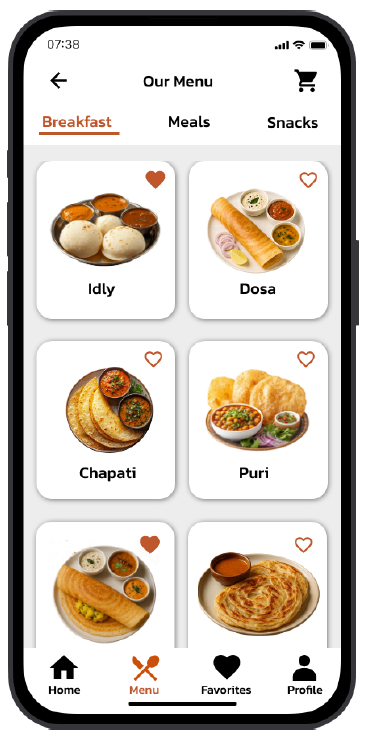 07:38
Our Menu
Breakfast Meals Snacks
Idly Dosa
Chapati Puri
Home Menu Favorites Profile